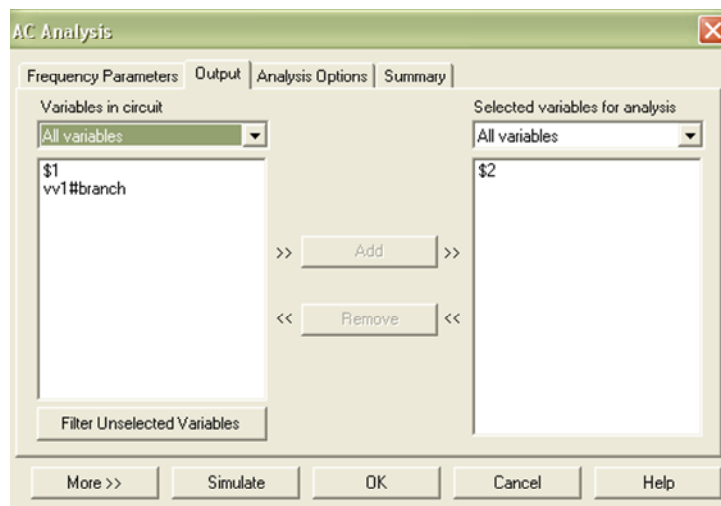 AC Analysis
Frequency Parameters Output Analysis Options Summary
Variables in circuit
Selected variables for analysis
All variables
All variables
$1
vv1#branch
$2
>> Add >>
<< Remove <<
Filter Unselected Variables
More >> Simulate OK Cancel Help